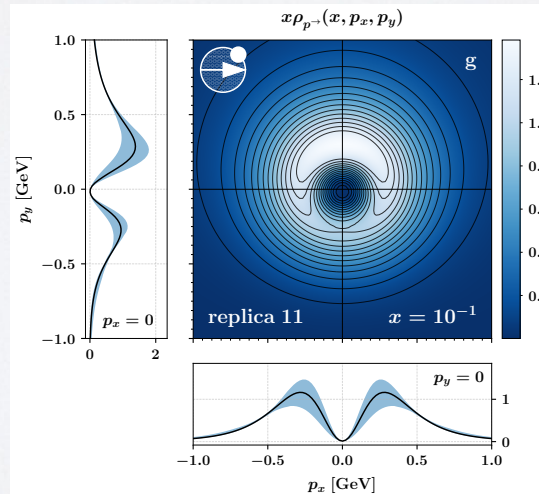 xρ_{p→}(x, p_x, p_y)
g
replica 11
x = 10^{-1}
1.0
0.5
0.0
−0.5
−1.0
p_y [GeV]
p_x = 0
0
2
p_y = 0
1
0
−1.0
−0.5
0.0
0.5
1.0
p_x [GeV]